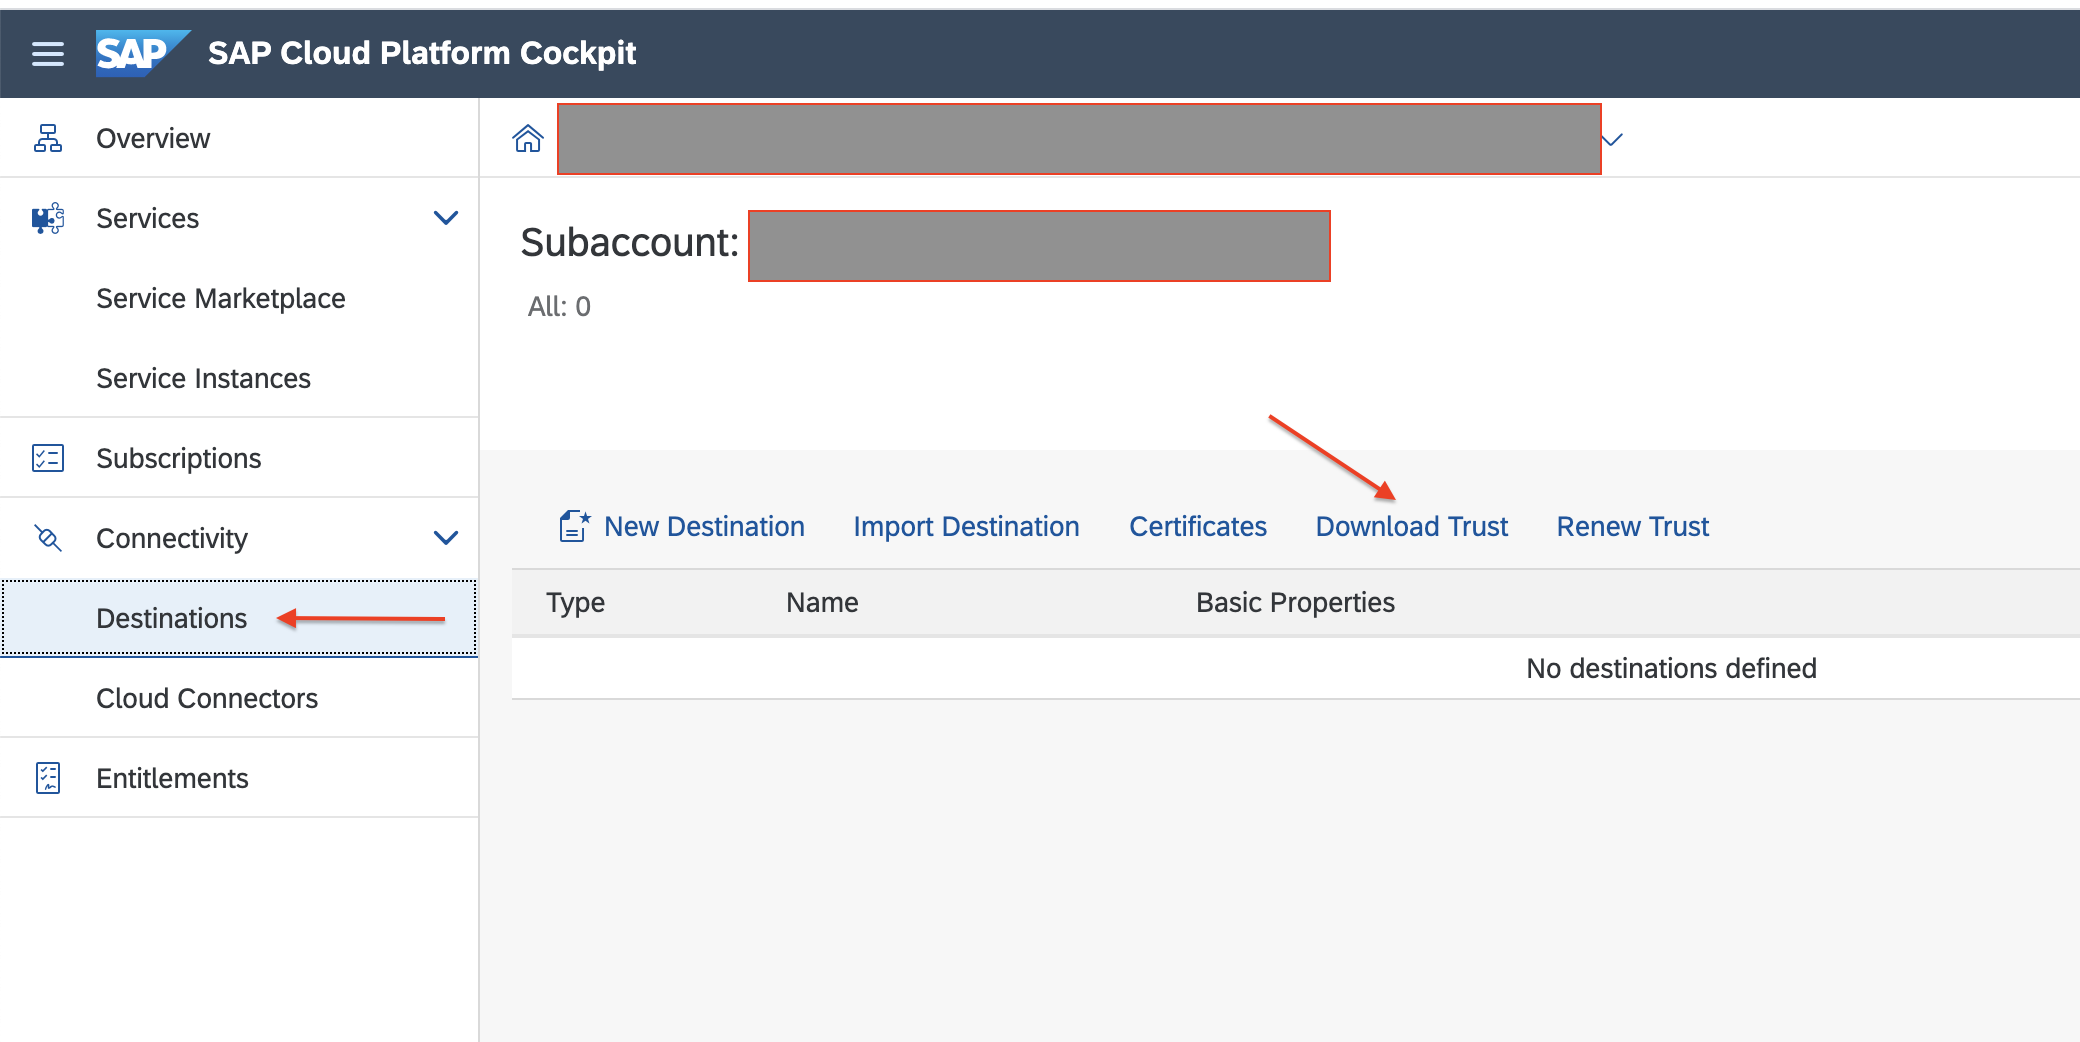 SAP SAP Cloud Platform Cockpit
Overview
Services
Service Marketplace
Service Instances
Subscriptions
Connectivity
Destinations
Cloud Connectors
Entitlements
Subaccount:
All: 0
New Destination Import Destination Certificates Download Trust Renew Trust
Type Name Basic Properties
No destinations defined